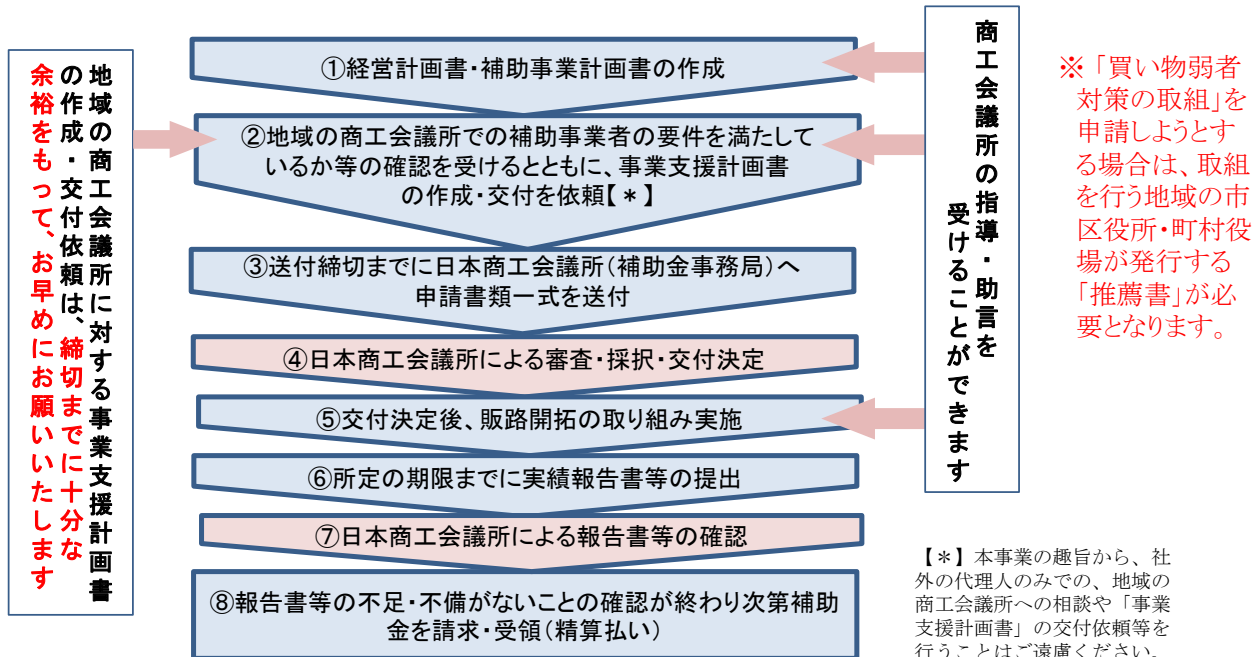 地域の商工会議所に対する事業支援計画書
の作成・交付依頼は、締切までに十分な
余裕をもって、お早めにお願いいたします
①経営計画書・補助事業計画書の作成
②地域の商工会議所での補助事業者の要件を満たして
いるか等の確認を受けるとともに、事業支援計画書
の作成・交付を依頼【＊】
③送付締切までに日本商工会議所(補助金事務局)へ
申請書類一式を送付
④日本商工会議所による審査・採択・交付決定
⑤交付決定後、販路開拓の取り組み実施
⑥所定の期限までに実績報告書等の提出
⑦日本商工会議所による報告書等の確認
⑧報告書等の不足・不備がないことの確認が終わり次第補助
金を請求・受領(精算払い)
商工会議所の指導・助言を
受けることができます
※「買い物弱者
対策の取組」を
申請しようとす
る場合は、取組
を行う地域の市
区役所・町村役
場が発行する
「推薦書」が必
要となります。
【＊】本事業の趣旨から、社
外の代理人のみでの、地域の
商工会議所への相談や「事業
支援計画書」の交付依頼等を
行うことはご遠慮ください。